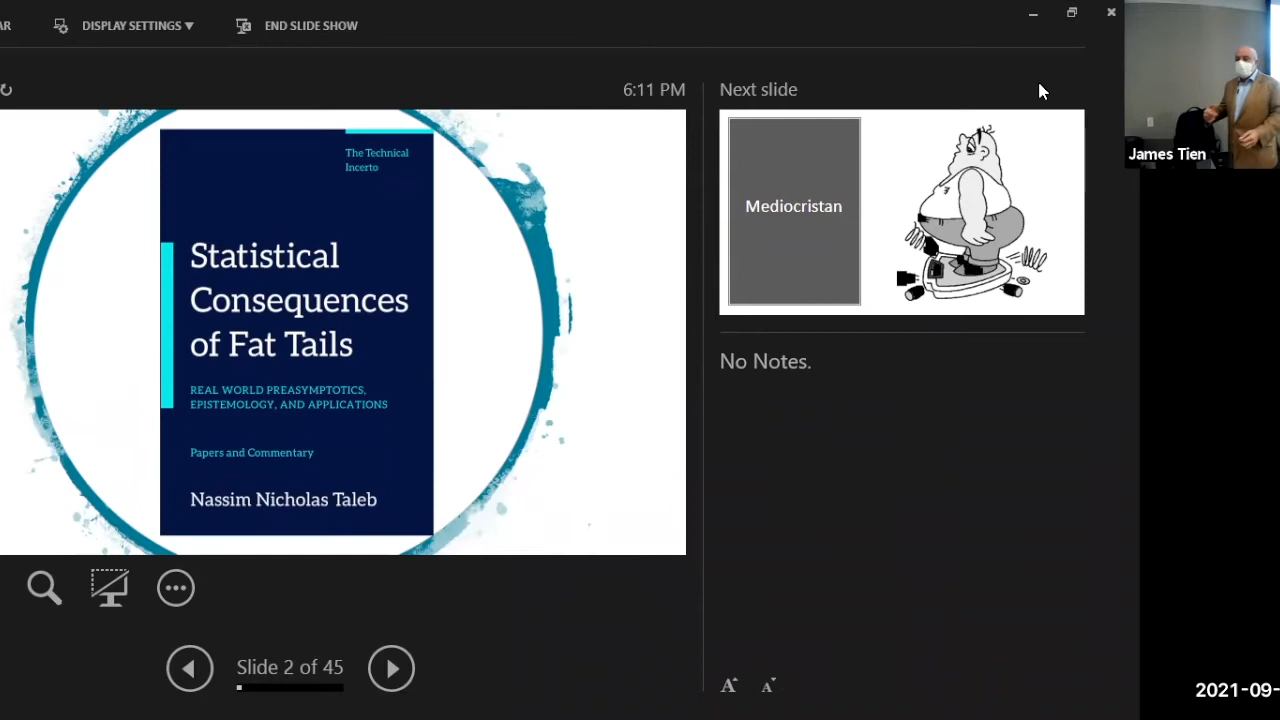 AR
DISPLAY SETTINGS
END SLIDE SHOW
6:11 PM
Next slide
The Technical
Incerto
Statistical
Consequences
of Fat Tails
REAL WORLD PREASYMPTOTICS,
EPISTEMOLOGY, AND APPLICATIONS
Papers and Commentary
Nassim Nicholas Taleb
Mediocristan
No Notes.
James Tien
Slide 2 of 45
A A
2021-09-